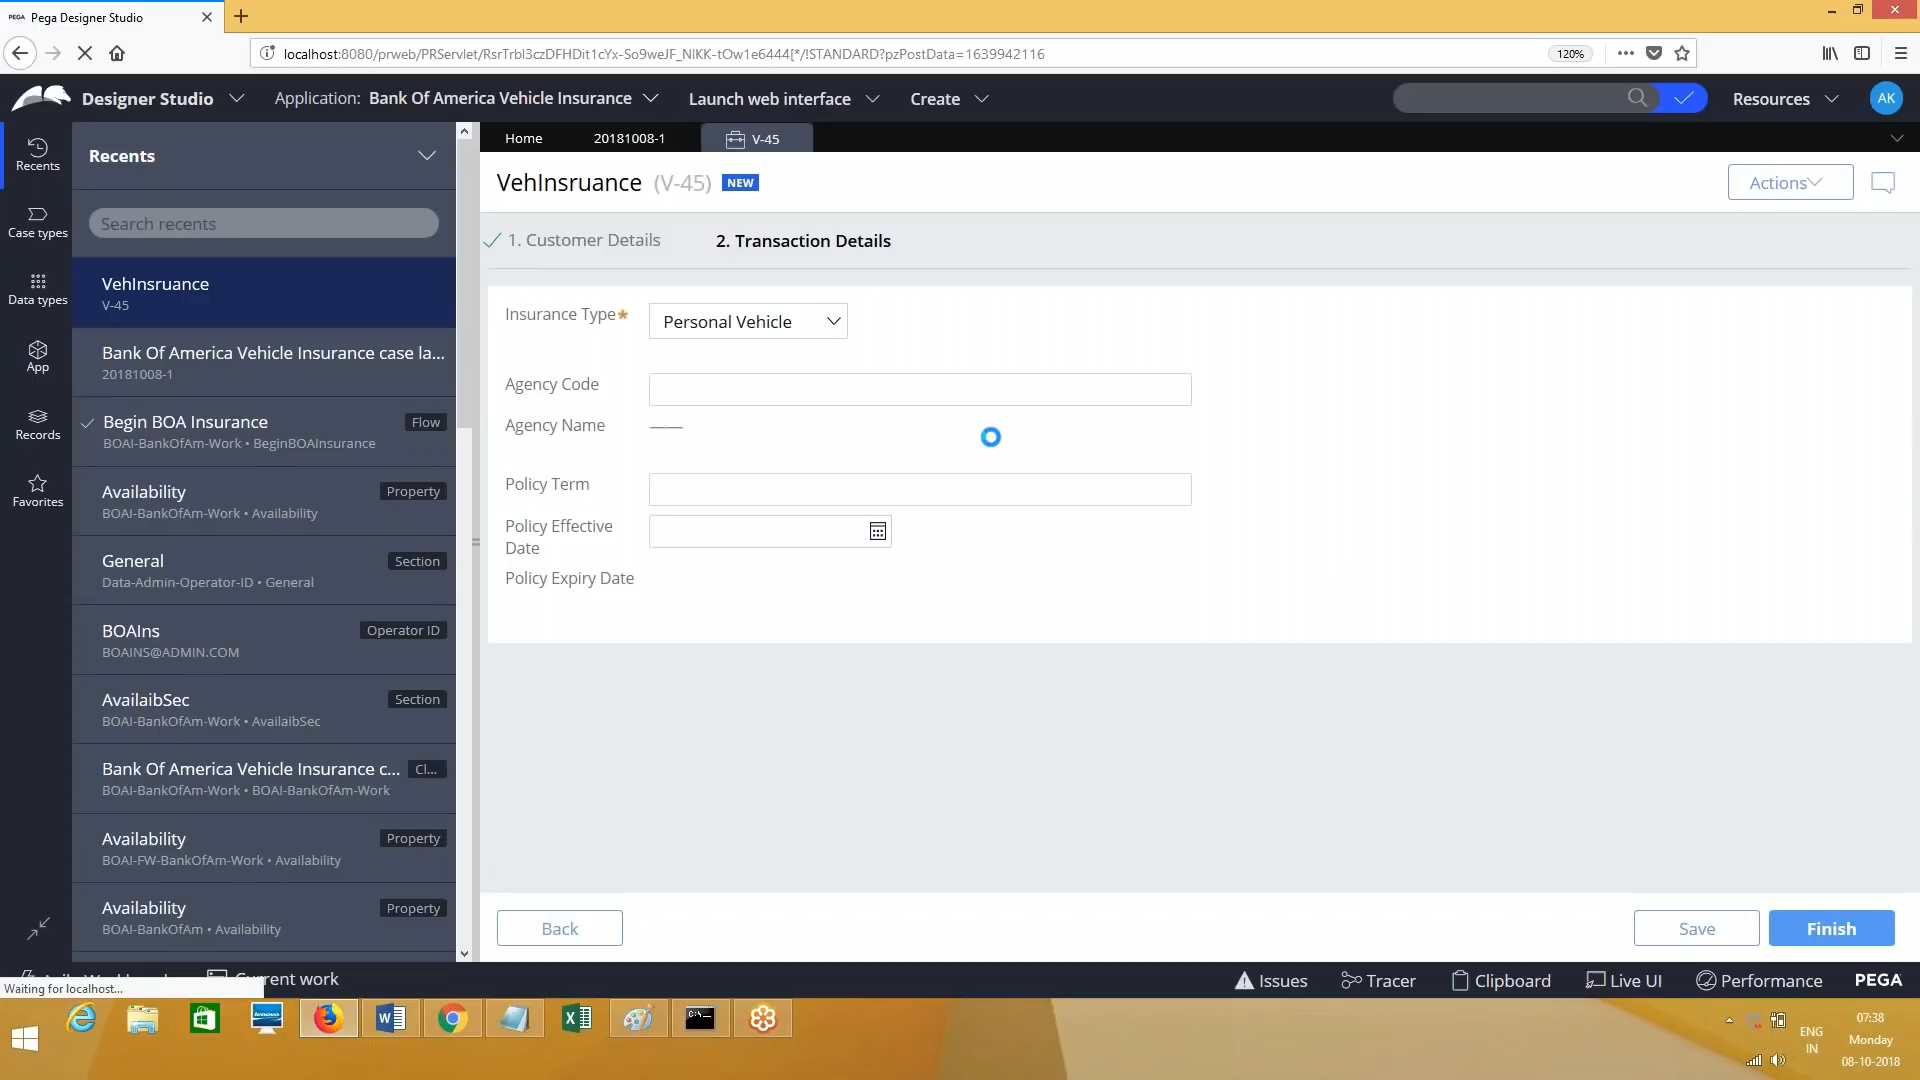 PEGA Pega Designer Studio
localhost:8080/prweb/PRServlet/RsrTrbl3czDFHDit1cYx-So9weJF_NIKK-tOw1e6444[*/!STANDARD?pzPostData=1639942116
120%
Designer Studio
Application: Bank Of America Vehicle Insurance
Launch web interface
Create
Resources
AK
Recents
Case types
Data types
App
Records
Favorites
Recents
Search recents
VehInsruance
V-45
Bank Of America Vehicle Insurance case la...
20181008-1
Begin BOA Insurance Flow
BOAI-BankOfAm-Work • BeginBOAInsurance
Availability Property
BOAI-BankOfAm-Work • Availability
General Section
Data-Admin-Operator-ID • General
BOAIns Operator ID
BOAINS@ADMIN.COM
AvailaibSec Section
BOAI-BankOfAm-Work • AvailaibSec
Bank Of America Vehicle Insurance c... Cl...
BOAI-BankOfAm-Work • BOAI-BankOfAm-Work
Availability Property
BOAI-FW-BankOfAm-Work • Availability
Availability Property
BOAI-BankOfAm • Availability
Home 20181008-1 V-45
VehInsruance (V-45) NEW
Actions
1. Customer Details 2. Transaction Details
Insurance Type* Personal Vehicle
Agency Code
Agency Name ——
Policy Term
Policy Effective
Date
Policy Expiry Date
Back Save Finish
Current work
Issues Tracer Clipboard Live UI Performance PEGA
Waiting for localhost...
ENG
IN
07:38
Monday
08-10-2018